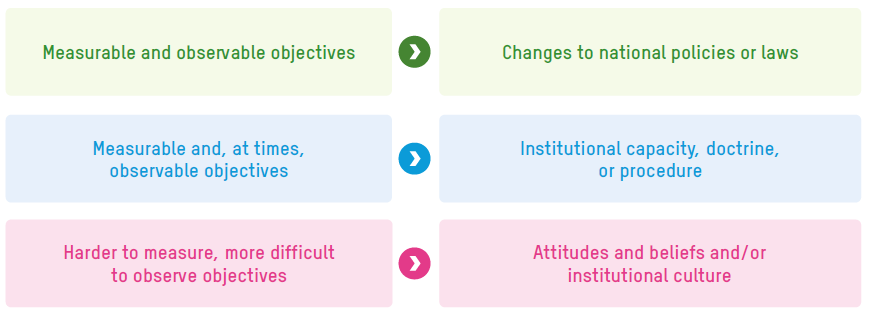 Measurable and observable objectives
Changes to national policies or laws
Measurable and, at times,
observable objectives
Institutional capacity, doctrine,
or procedure
Harder to measure, more difficult
to observe objectives
Attitudes and beliefs and/or
institutional culture